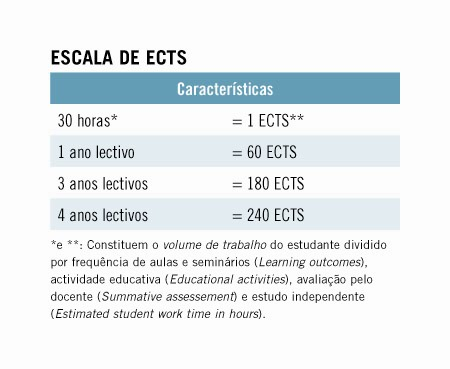 ESCALA DE ECTS
Características
30 horas* = 1 ECTS**
1 ano lectivo = 60 ECTS
3 anos lectivos = 180 ECTS
4 anos lectivos = 240 ECTS
*e **: Constituem o volume de trabalho do estudante dividido
por frequência de aulas e seminários (Learning outcomes),
actividade educativa (Educational activities), avaliação pelo
docente (Summative assessement) e estudo independente
(Estimated student work time in hours).